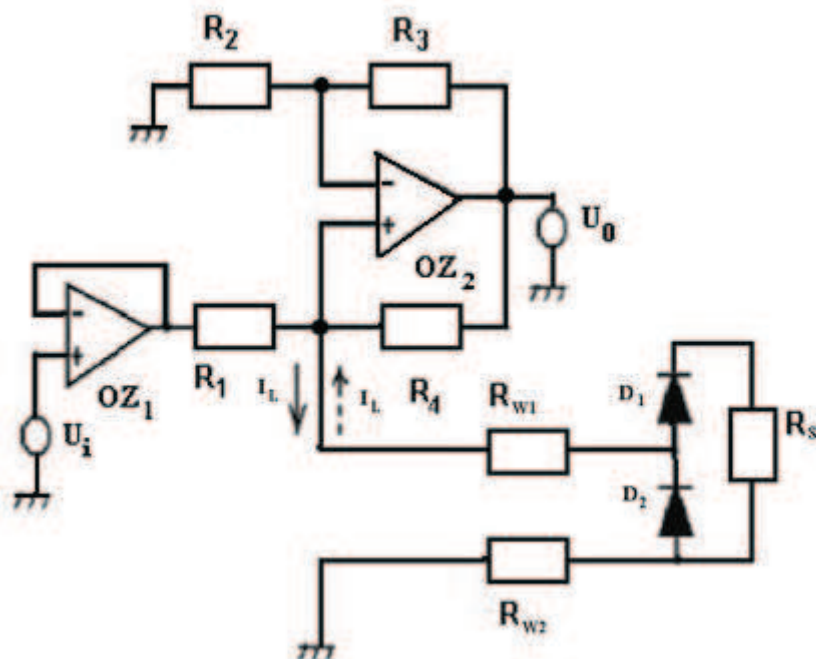 R2 R3
U0
OZ2
OZ1 R1 IL IL R4 RW1 D1 RS
Ui
D2
RW2
- +
- +